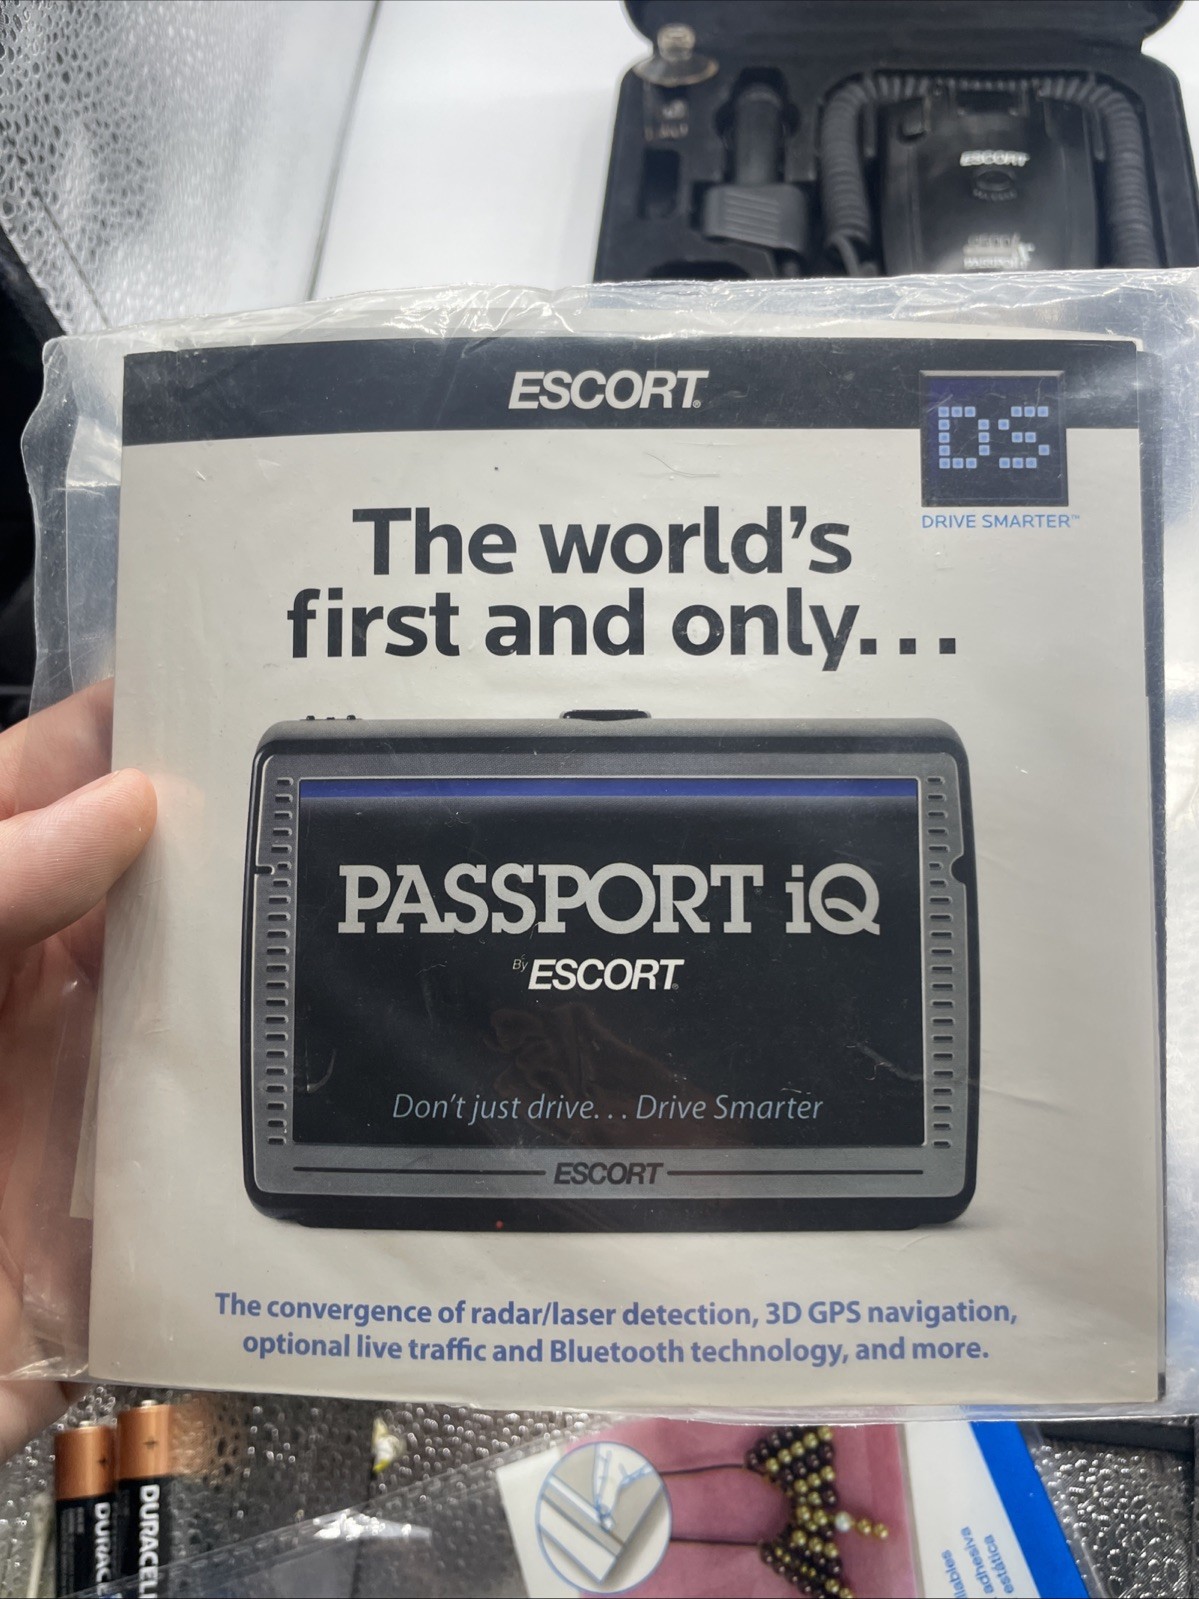 ESCORT
ESCORT®
DS
DRIVE SMARTER™
The world's
first and only...
PASSPORT iQ
By ESCORT®
Don't just drive... Drive Smarter
ESCORT
The convergence of radar/laser detection, 3D GPS navigation,
optional live traffic and Bluetooth technology, and more.
DURACELL
adhesiva
estática